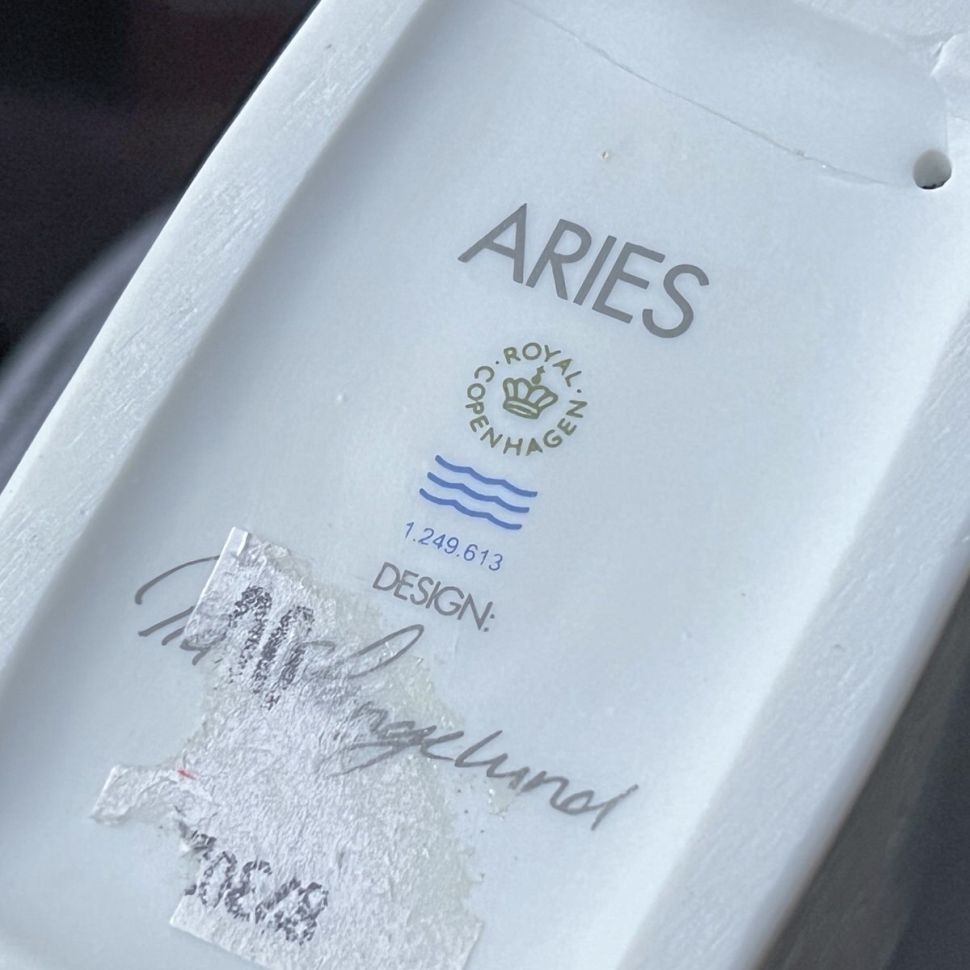 ARIES
ROYAL
COPENHAGEN
1.249.613
DESIGN: